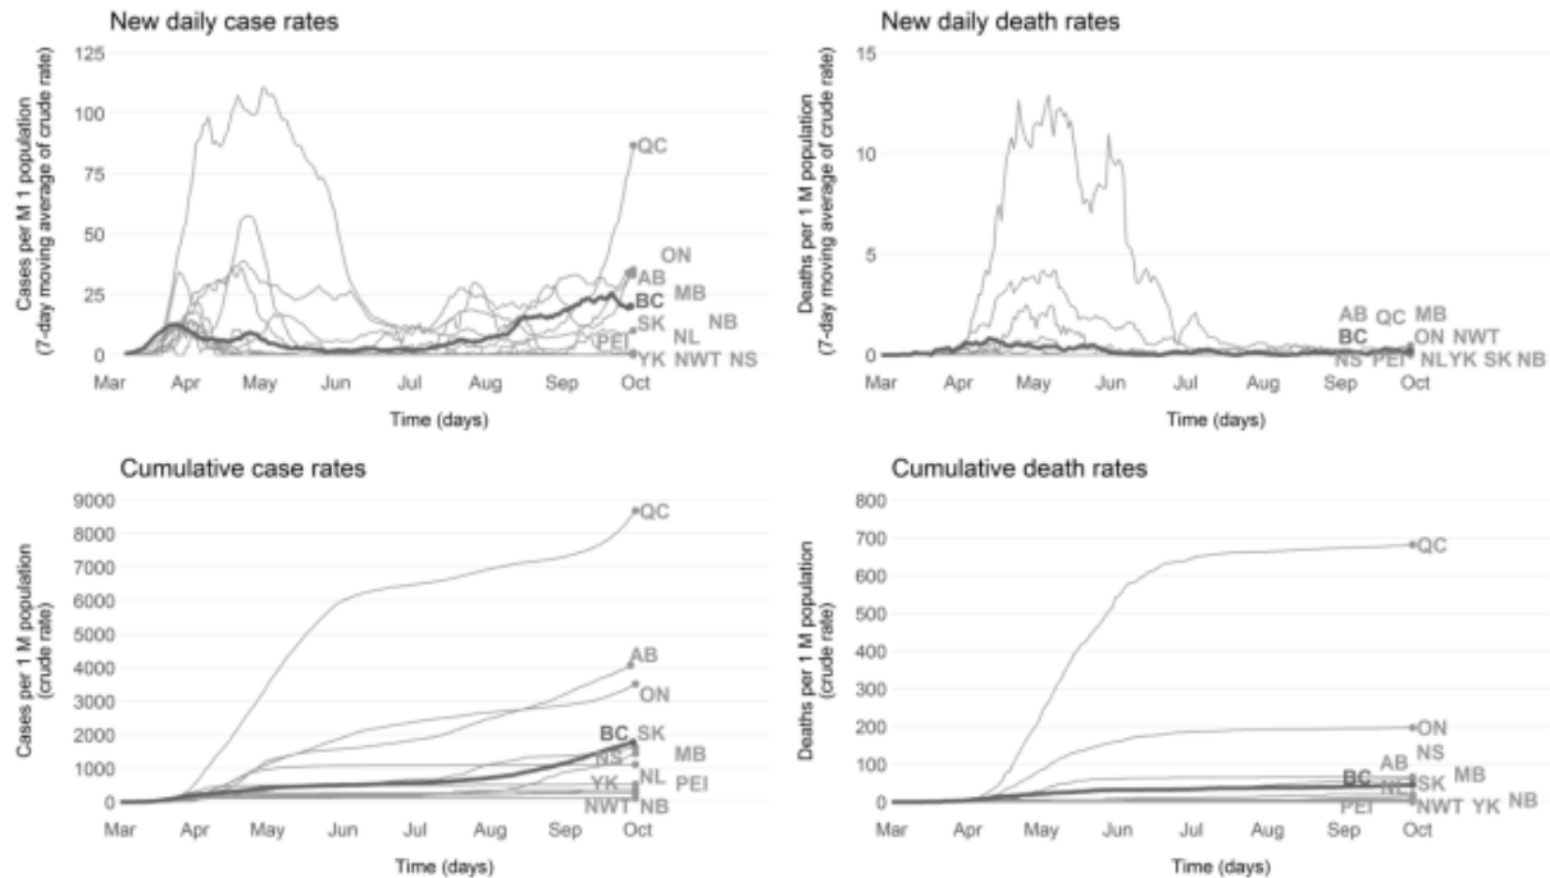 New daily case rates
Cases per M 1 population
(7-day moving average of crude rate)
125
100
75
50
25
0
QC
ON
AB
BC MB
SK NB
PEI NL
YK NWT NS
Mar Apr May Jun Jul Aug Sep Oct
Time (days)
New daily death rates
Deaths per 1 M population
(7-day moving average of crude rate)
15
10
5
0
AB QC MB
BC ON NWT
NS PEI NL YK SK NB
Mar Apr May Jun Jul Aug Sep Oct
Time (days)
Cumulative case rates
Cases per 1 M population
(crude rate)
9000
8000
7000
6000
5000
4000
3000
2000
1000
0
QC
AB
ON
BC SK
NS MB
NL
YK PEI
NWT NB
Mar Apr May Jun Jul Aug Sep Oct
Time (days)
Cumulative death rates
Deaths per 1 M population
(crude rate)
800
700
600
500
400
300
200
100
0
QC
ON
NS
AB
BC MB
NL SK
PEI NWT YK NB
Mar Apr May Jun Jul Aug Sep Oct
Time (days)